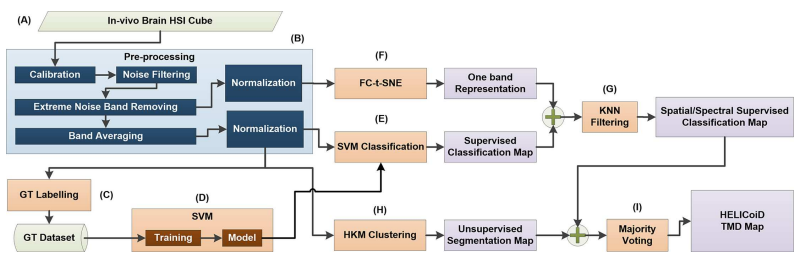 (A)
In-vivo Brain HSI Cube
(B)
Pre-processing
Calibration
Noise Filtering
Normalization
Extreme Noise Band Removing
Band Averaging
Normalization
(F)
FC-t-SNE
One band
Representation
(G)
KNN
Filtering
Spatial/Spectral Supervised
Classification Map
(E)
SVM Classification
Supervised
Classification Map
GT Labelling
(C)
GT Dataset
(D)
SVM
Training
Model
(H)
HKM Clustering
Unsupervised
Segmentation Map
(I)
Majority
Voting
HELICoiD
TMD Map